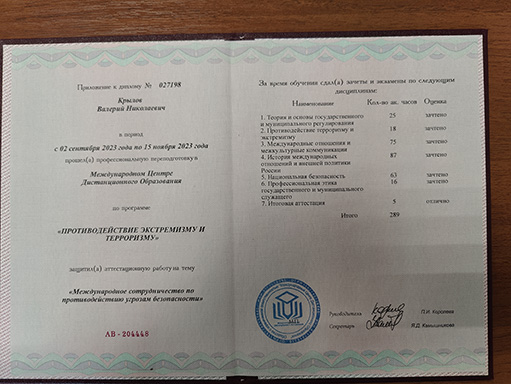 Приложение к диплому № 027198
Крылов
Валерий Николаевич
в период
с 02 сентября 2023 года по 15 ноября 2023 года
прошел(а) профессиональную переподготовку в
Международном Центре
Дистанционного Образования
по программе
«ПРОТИВОДЕЙСТВИЕ ЭКСТРЕМИЗМУ И
ТЕРРОРИЗМУ»
защитил(а) аттестационную работу на тему
«Международное сотрудничество по
противодействию угрозам безопасности»
АВ - 204448
За время обучения сдал(а) зачеты и экзамены по следующим
дисциплинам:
Наименование Кол-во ак. часов Оценка
1. Теория и основы государственного 25 зачтено
и муниципального регулирования
2. Противодействие терроризму и 18 зачтено
экстремизму
3. Международные отношения и 75 зачтено
межкультурные коммуникации
4. История международных 87 зачтено
отношений и внешней политики
России
5. Национальная безопасность 63 зачтено
6. Профессиональная этика 16 зачтено
государственного и муниципального
служащего
7. Итоговая аттестация 5 отлично
Итого 289
Руководитель П.И. Королева
Секретарь